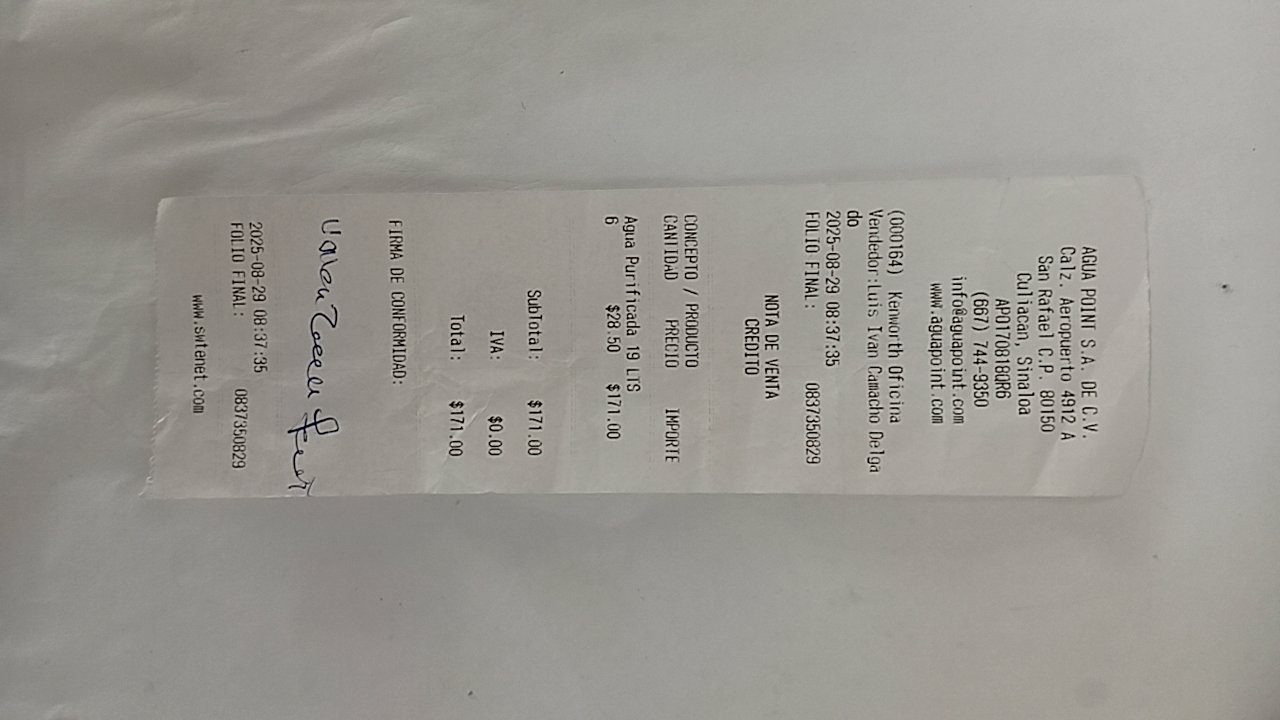 AGUA POINT S.A. DE C.V.
Calz. Aeropuerto 4912 A
San Rafael C.P. 80150
Culiacan, Sinaloa
APO170818QR6
(667) 744-9350
info@aguapoint.com
www.aguapoint.com
(000164) Kenworth Oficina
Vendedor:Luis Ivan Camacho Delga
do
2025-08-29 08:37:35
FOLIO FINAL: 0837350829
NOTA DE VENTA
CREDITO
CONCEPTO / PRODUCTO
CANTIDAD PRECIO IMPORTE
Agua Purificada 19 LTS
6 $28.50 $171.00
SubTotal: $171.00
IVA: $0.00
Total: $171.00
FIRMA DE CONFORMIDAD:
2025-08-29 08:37:35
FOLIO FINAL: 0837350829
www.swtenet.com